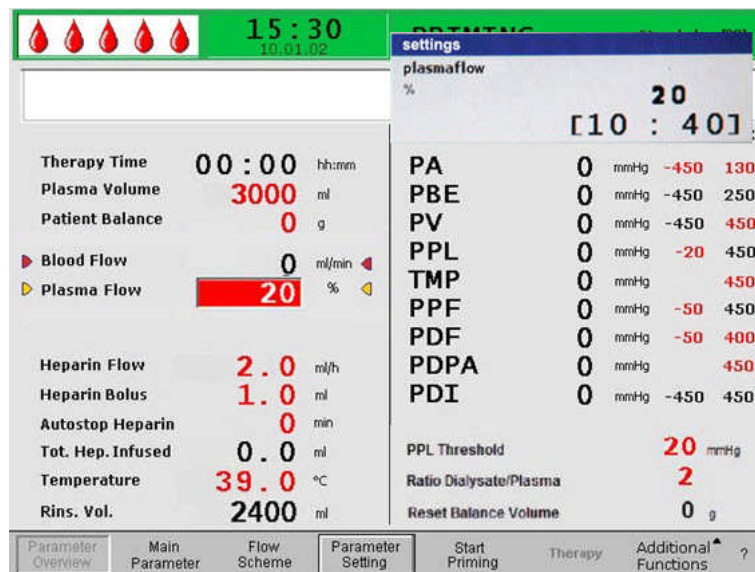 15:30
10.01.02
settings
plasmaflow
% 20
[10 : 40]
Therapy Time 00:00 hh:mm
Plasma Volume 3000 ml
Patient Balance 0 g
Blood Flow 0 ml/min
Plasma Flow 20 %
Heparin Flow 2.0 ml/h
Heparin Bolus 1.0 ml
Autostop Heparin 0 min
Tot. Hep. Infused 0.0 ml
Temperature 39.0 °C
Rins. Vol. 2400 ml
PA 0 mmHg -450 130
PBE 0 mmHg -450 250
PV 0 mmHg -450 450
PPL 0 mmHg -20 450
TMP 0 mmHg 450
PPF 0 mmHg -50 450
PDF 0 mmHg -50 400
PDPA 0 mmHg 450
PDI 0 mmHg -450 450
PPL Threshold 20 mmHg
Ratio Dialysate/Plasma 2
Reset Balance Volume 0 g
Parameter Overview
Main Parameter
Flow Scheme
Parameter Setting
Start Priming
Therapy
Additional Functions
?